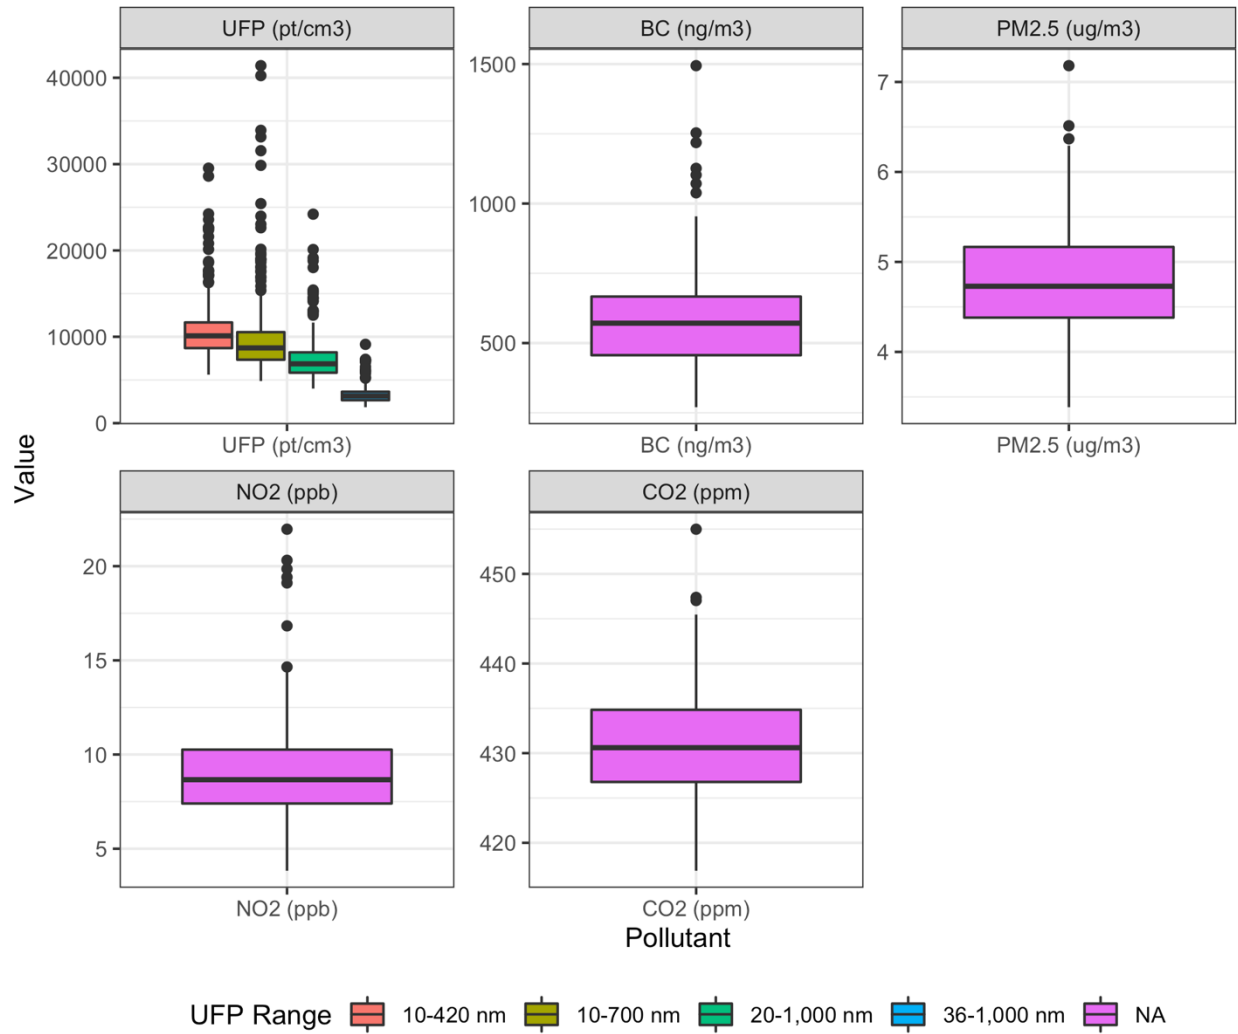 UFP (pt/cm3)
BC (ng/m3)
PM2.5 (ug/m3)
40000
30000
20000
10000
0
1500
1000
500
7
6
5
4
UFP (pt/cm3)
BC (ng/m3)
PM2.5 (ug/m3)
Value
NO2 (ppb)
CO2 (ppm)
20
15
10
5
450
440
430
420
NO2 (ppb)
CO2 (ppm)
Pollutant
UFP Range 10-420 nm 10-700 nm 20-1,000 nm 36-1,000 nm NA